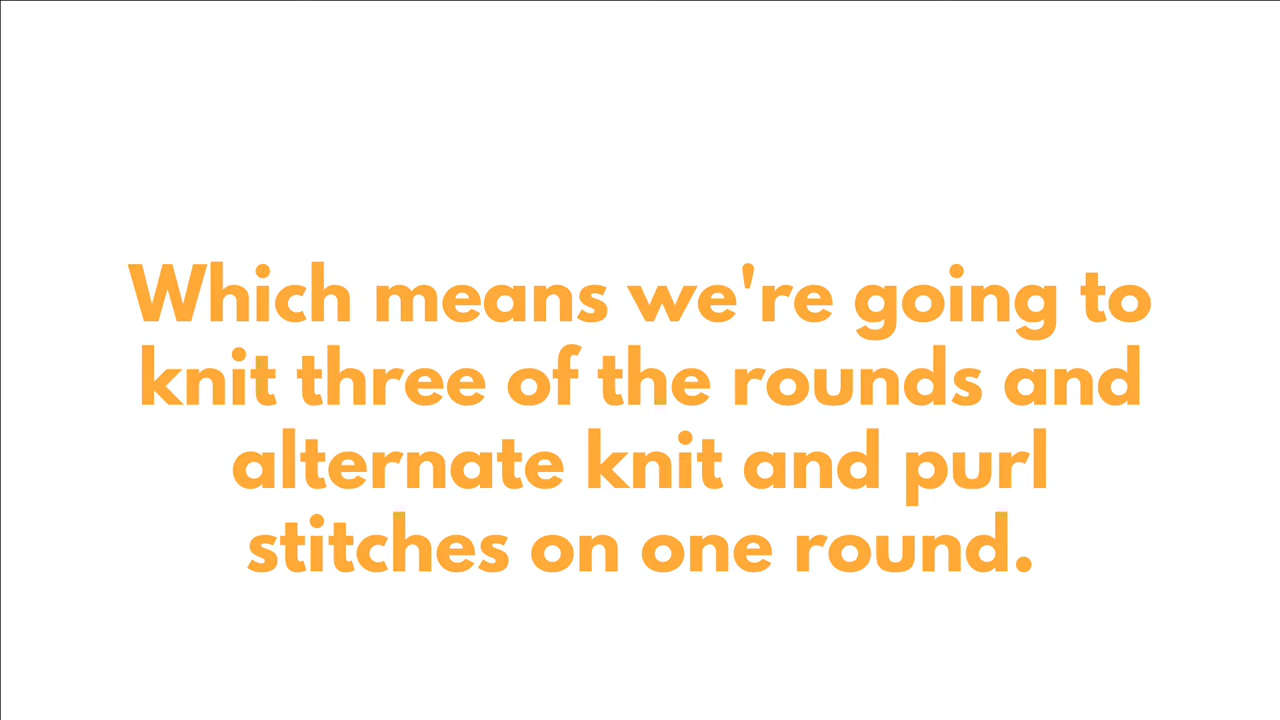 Which means we're going to
knit three of the rounds and
alternate knit and purl
stitches on one round.